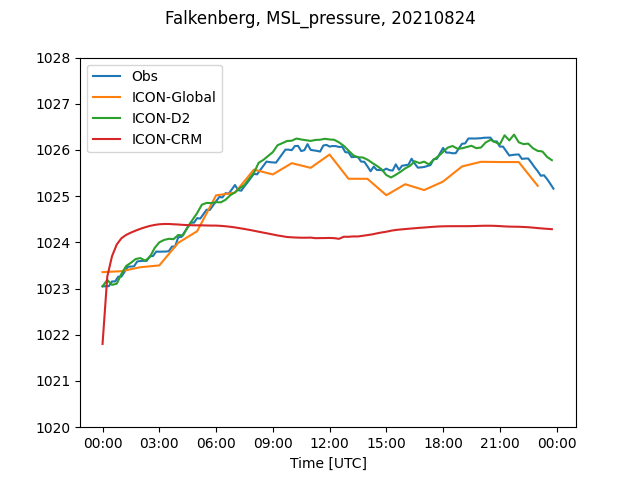 Falkenberg, MSL_pressure, 20210824
1028
1027
1026
1025
1024
1023
1022
1021
1020
Obs
ICON-Global
ICON-D2
ICON-CRM
00:00 03:00 06:00 09:00 12:00 15:00 18:00 21:00 00:00
Time [UTC]